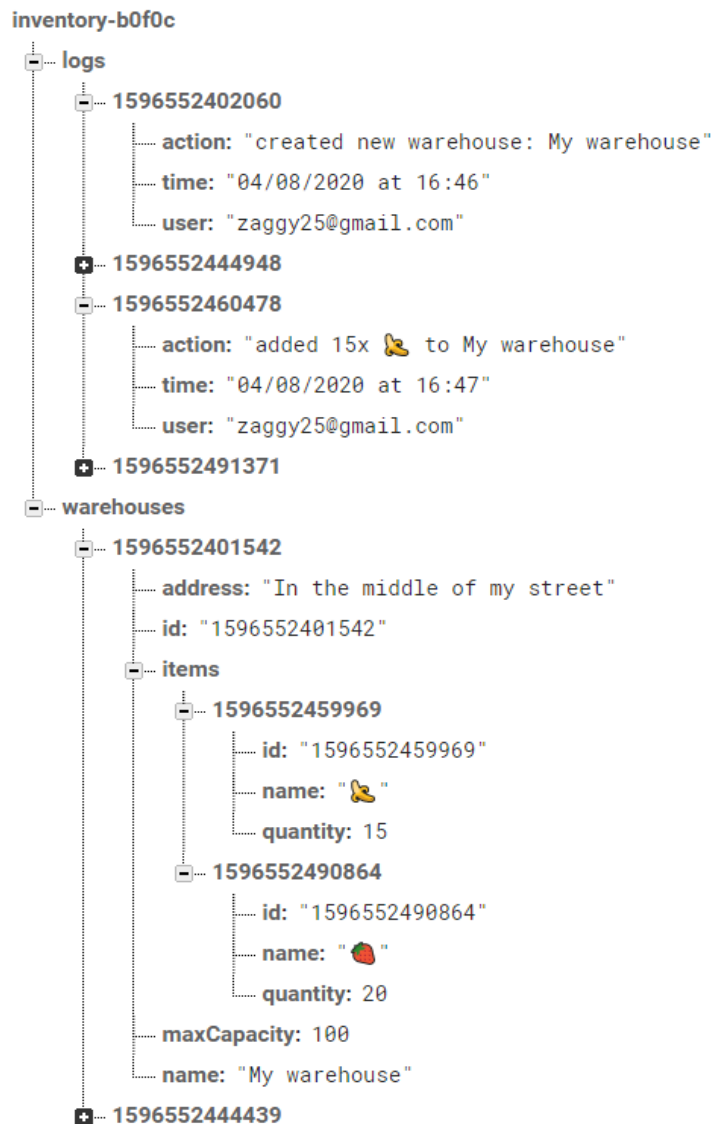 inventory-b0f0c
logs
1596552402060
action: "created new warehouse: My warehouse"
time: "04/08/2020 at 16:46"
user: "zaggy25@gmail.com"
1596552444948
1596552460478
action: "added 15x 🍌 to My warehouse"
time: "04/08/2020 at 16:47"
user: "zaggy25@gmail.com"
1596552491371
warehouses
1596552401542
address: "In the middle of my street"
id: "1596552401542"
items
1596552459969
id: "1596552459969"
name: "🍌"
quantity: 15
1596552490864
id: "1596552490864"
name: "🍓"
quantity: 20
maxCapacity: 100
name: "My warehouse"
1596552444439